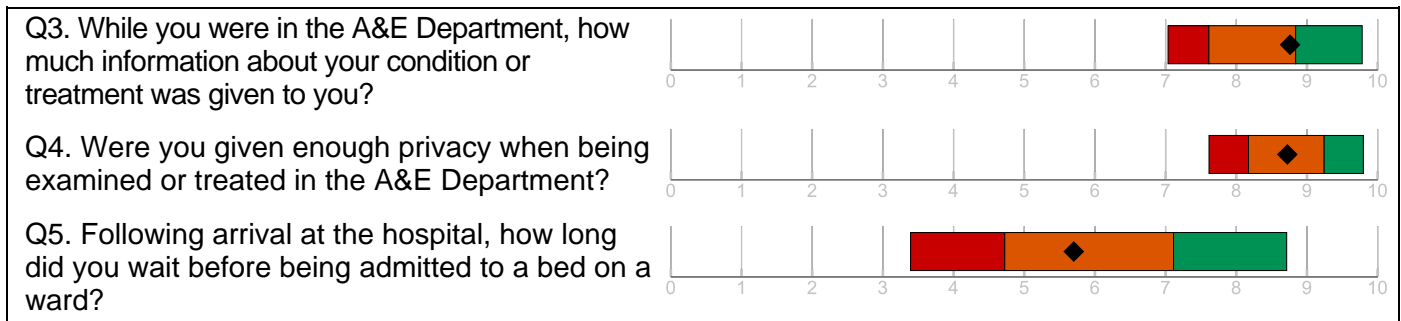 Q3. While you were in the A&E Department, how
much information about your condition or
treatment was given to you?
0 1 2 3 4 5 6 7 8 9 10
Q4. Were you given enough privacy when being
examined or treated in the A&E Department?
0 1 2 3 4 5 6 7 8 9 10
Q5. Following arrival at the hospital, how long
did you wait before being admitted to a bed on a
ward?
0 1 2 3 4 5 6 7 8 9 10